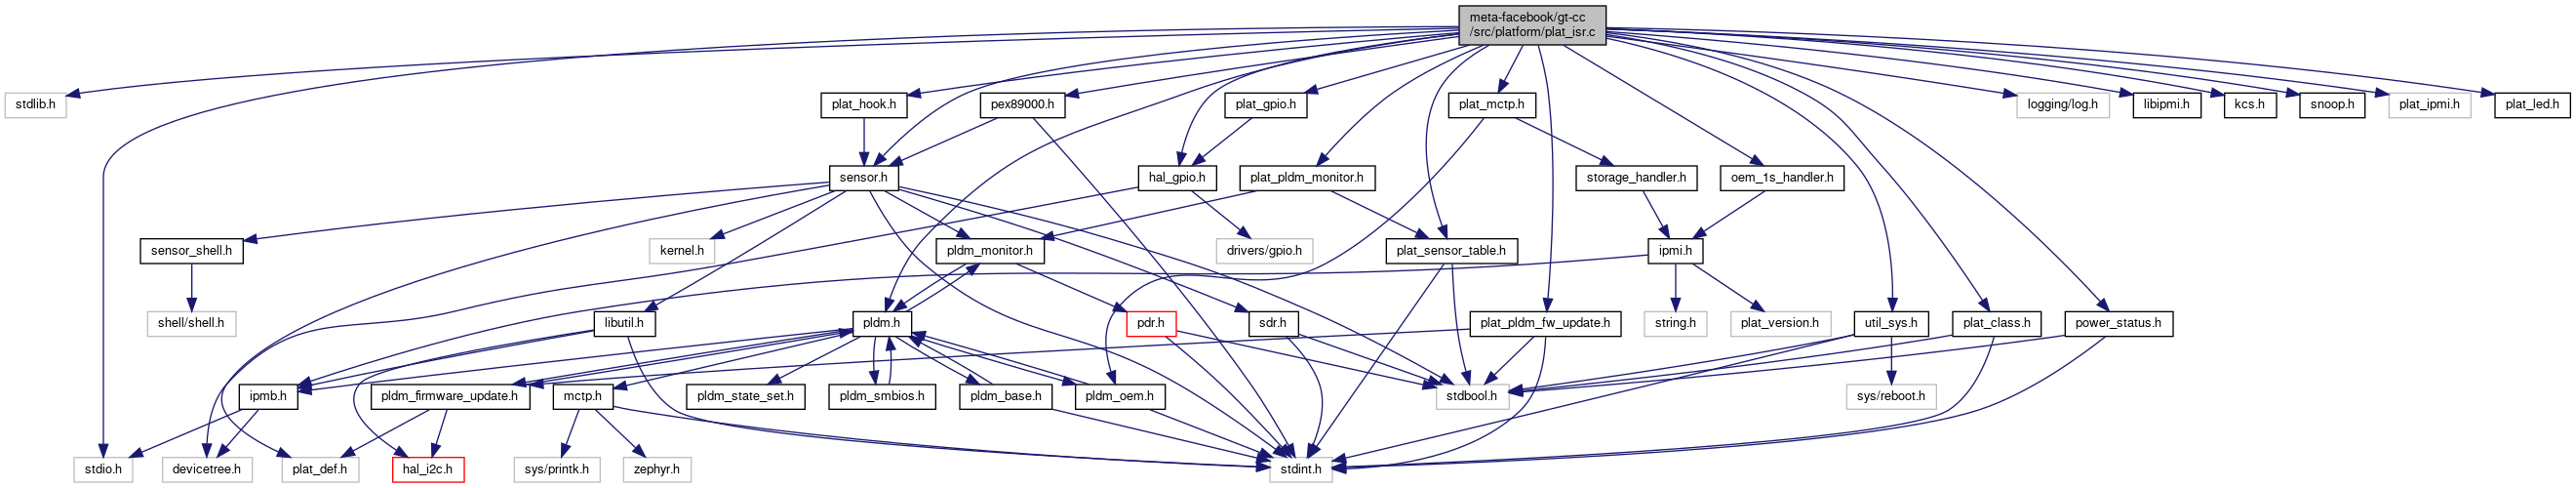 meta-facebook/gt-cc
/src/platform/plat_isr.c
stdlib.h
plat_hook.h
pex89000.h
plat_gpio.h
plat_mctp.h
logging/log.h
libipmi.h
kcs.h
snoop.h
plat_ipmi.h
plat_led.h
sensor.h
hal_gpio.h
plat_pldm_monitor.h
storage_handler.h
oem_1s_handler.h
sensor_shell.h
kernel.h
pldm_monitor.h
drivers/gpio.h
plat_sensor_table.h
ipmi.h
shell/shell.h
libutil.h
pldm.h
pdr.h
sdr.h
plat_pldm_fw_update.h
string.h
plat_version.h
util_sys.h
plat_class.h
power_status.h
ipmb.h
pldm_firmware_update.h
mctp.h
pldm_state_set.h
pldm_smbios.h
pldm_base.h
pldm_oem.h
stdbool.h
sys/reboot.h
stdio.h
devicetree.h
plat_def.h
hal_i2c.h
sys/printk.h
zephyr.h
stdint.h